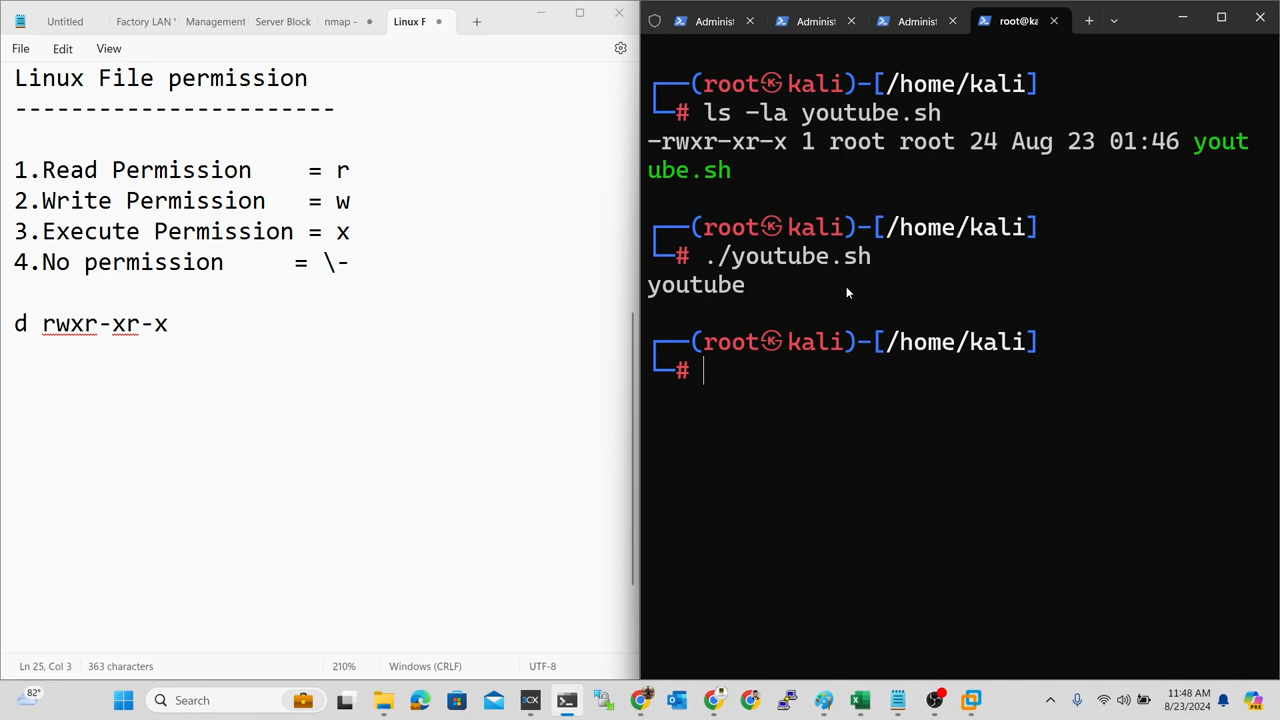 Untitled
Factory LAN
Management
Server Block
nmap -
Linux F
File
Edit
View
Linux File permission
-----------------------
1.Read Permission    = r
2.Write Permission   = w
3.Execute Permission = x
4.No permission     = \-
d rwxr-xr-x
Ln 25, Col 3
363 characters
210%
Windows (CRLF)
UTF-8
Administ
Administ
Administ
root@ka
┌──(root㉿kali)-[/home/kali]
└─# ls -la youtube.sh
-rwxr-xr-x 1 root root 24 Aug 23 01:46 yout
ube.sh
┌──(root㉿kali)-[/home/kali]
└─# ./youtube.sh
youtube
┌──(root㉿kali)-[/home/kali]
└─#
82°
Search
11:48 AM
8/23/2024
PRE